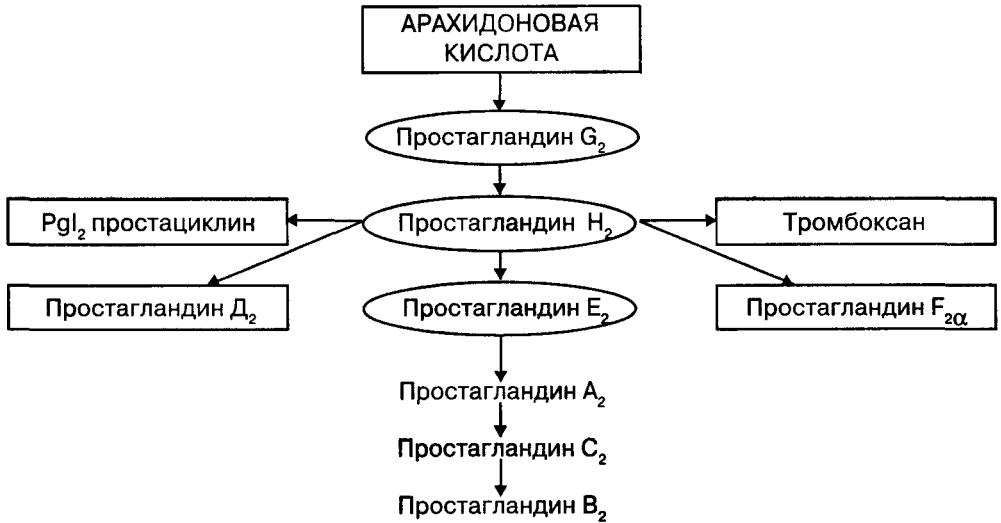 АРАХИДОНОВАЯ
КИСЛОТА
Простагландин G₂
PgI₂ простациклин
Простагландин H₂
Тромбоксан
Простагландин Д₂
Простагландин E₂
Простагландин F₂α
Простагландин A₂
Простагландин C₂
Простагландин B₂